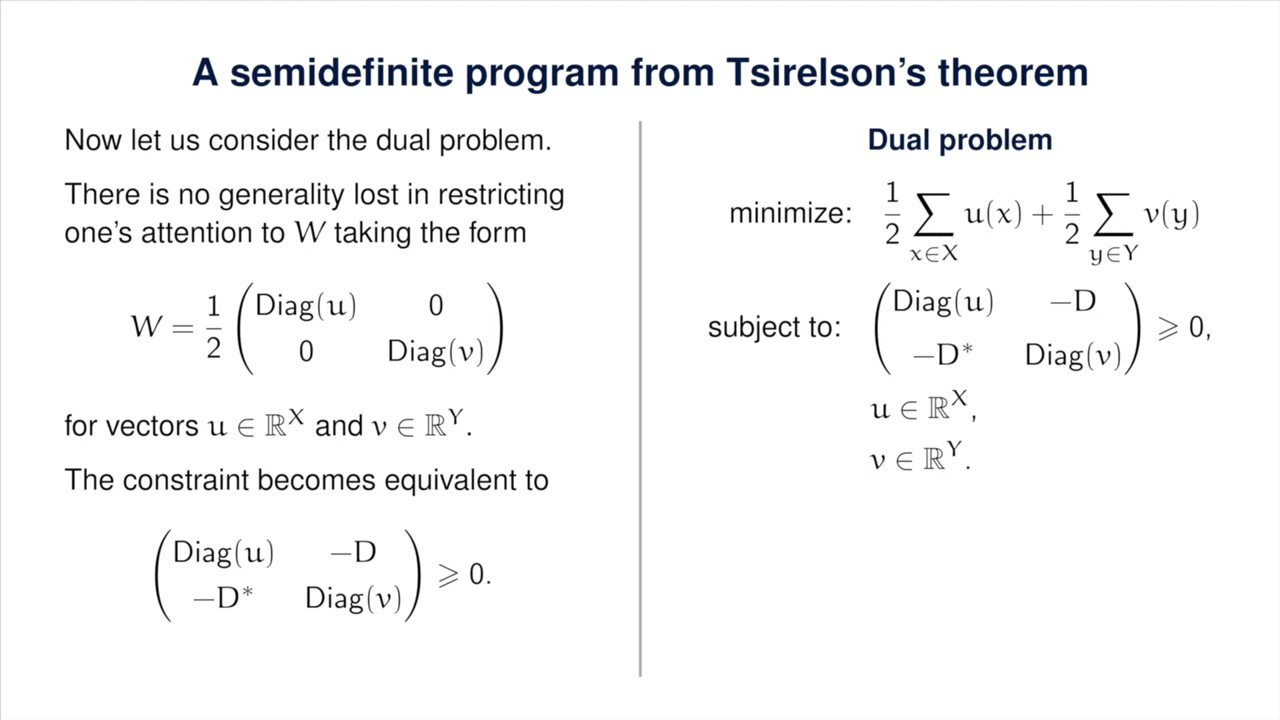 A semidefinite program from Tsirelson's theorem
Now let us consider the dual problem.
There is no generality lost in restricting
one's attention to W taking the form
W = 1/2 ( Diag(u) 0
0 Diag(v) )
for vectors u ∈ ℝ^X and v ∈ ℝ^Y.
The constraint becomes equivalent to
( Diag(u) −D
−D* Diag(v) ) ⩾ 0.
Dual problem
minimize: 1/2 ∑_{x∈X} u(x) + 1/2 ∑_{y∈Y} v(y)
subject to: ( Diag(u) −D
−D* Diag(v) ) ⩾ 0,
u ∈ ℝ^X,
v ∈ ℝ^Y.